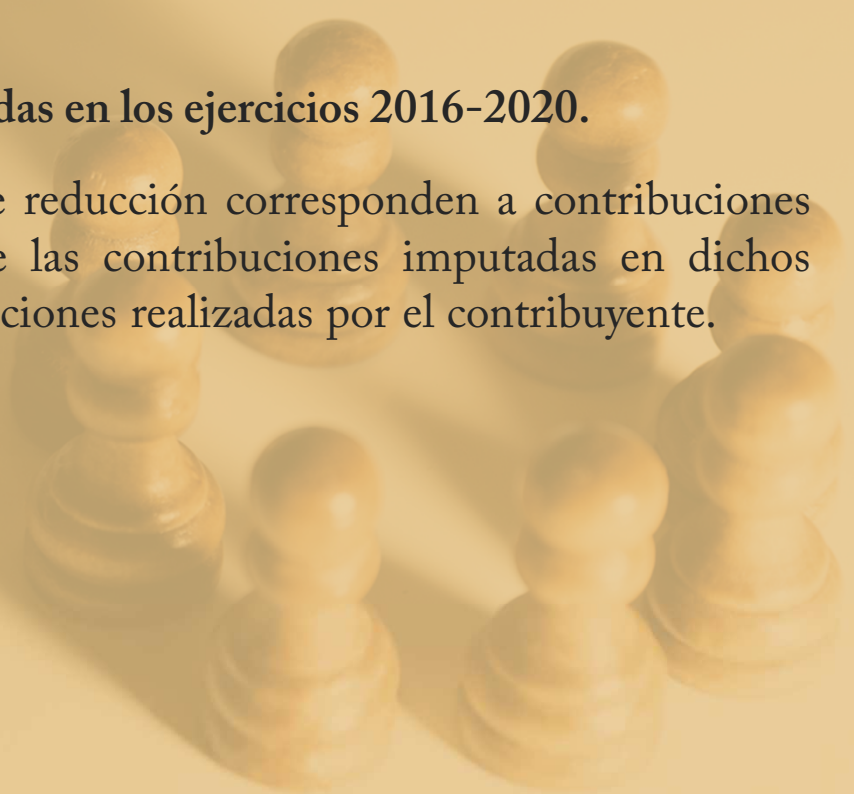 das en los ejercicios 2016-2020.
e reducción corresponden a contribuciones
e las contribuciones imputadas en dichos
ciones realizadas por el contribuyente.